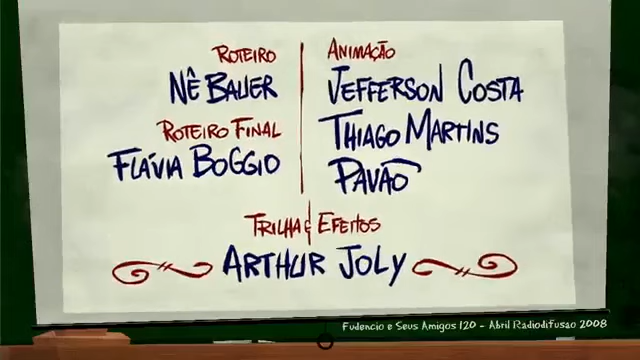 ROTEIRO
NÊ BAUER
ROTEIRO FINAL
FLÁVIA BOGGIO
ANIMAÇÃO
JEFFERSON COSTA
THIAGO MARTINS
PAVÃO
TRILHA & EFEITOS
ARTHUR JOLY
Fudencio e Seus Amigos 120 - Abril Radiodifusao 2008